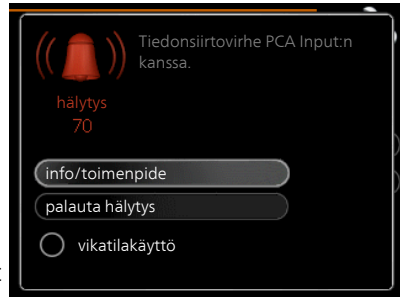 Tiedonsiirtovirhe PCA Input:n
kanssa.
hälytys
70
info/toimenpide
palauta hälytys
vikatilakäyttö